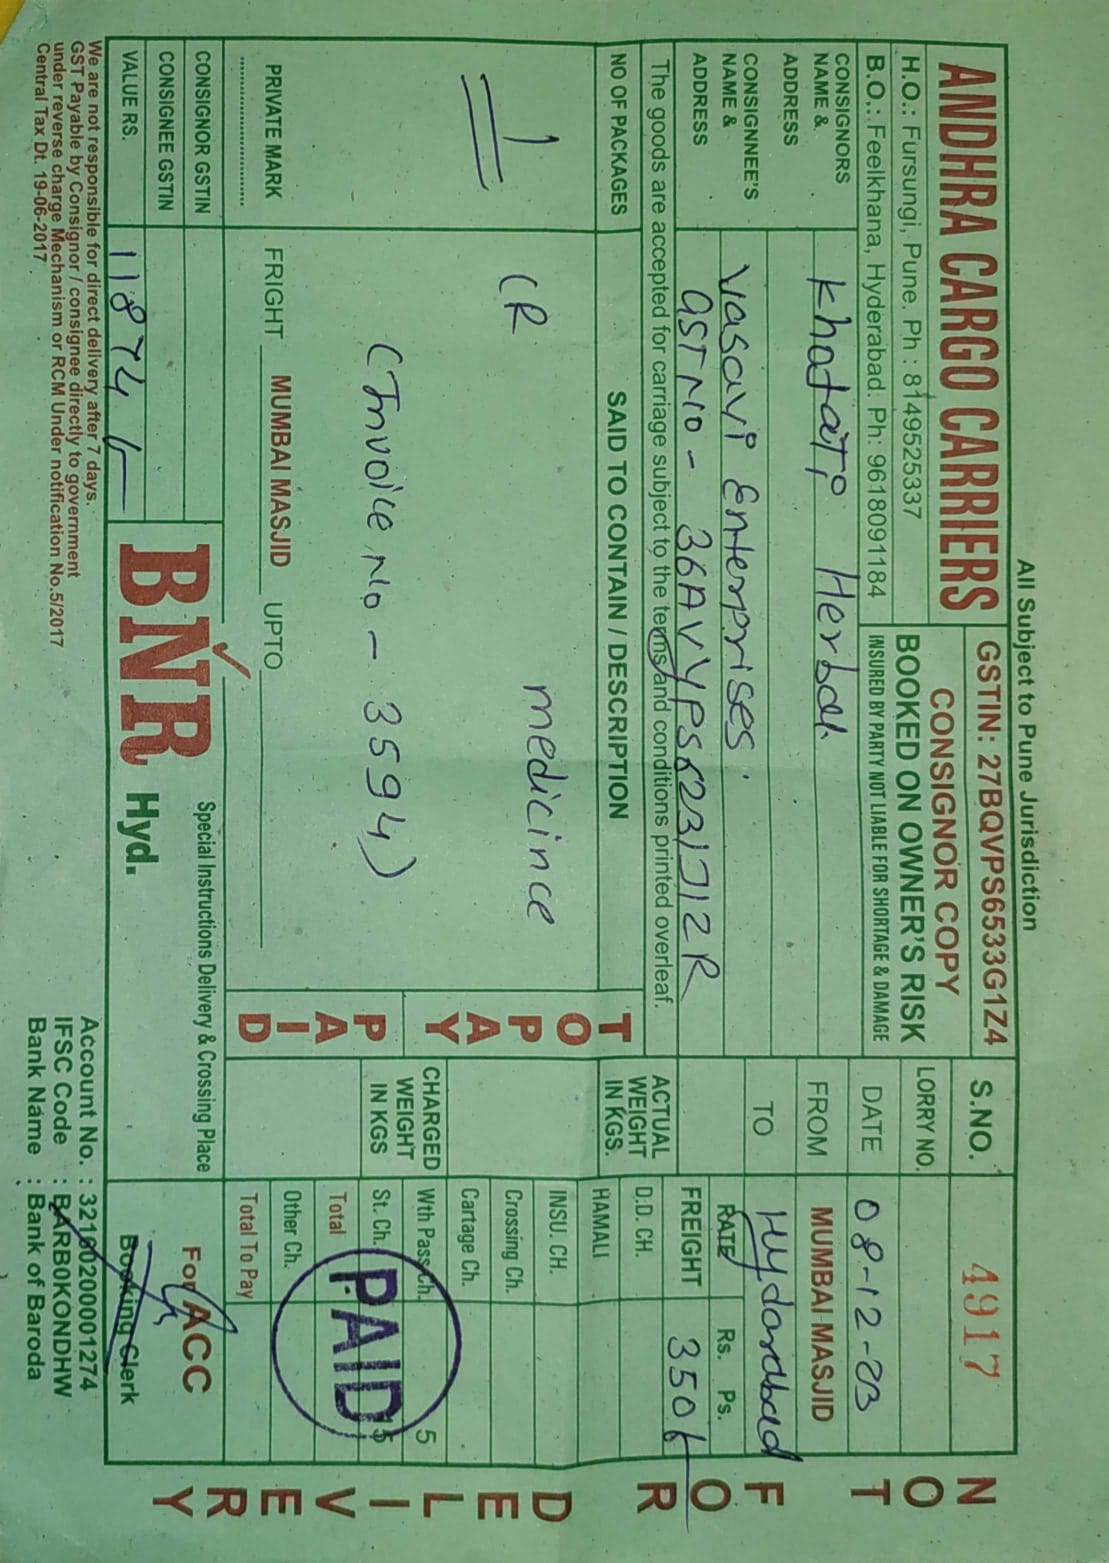 All Subject to Pune Jurisdiction
ANDHRA CARGO CARRIERS
GSTIN: 27BQVPS6533G1Z4
S.NO. 4917
H.O.: Fursungi, Pune. Ph : 8149525337
CONSIGNOR COPY
LORRY NO.
B.O.: Feelkhana, Hyderabad. Ph: 9618091184
BOOKED ON OWNER'S RISK
INSURED BY PARTY NOT LIABLE FOR SHORTAGE & DAMAGE
DATE 08-12-23
CONSIGNORS
NAME &
ADDRESS
Khatari Herbal
FROM MUMBAI MASJID
TO Hydarabad
CONSIGNNEE'S
NAME &
ADDRESS
Vasavi Enterprises.
GSTNO-
RATE Rs. Ps.
The goods are accepted for carriage subject to the terms and conditions printed overleaf.
FREIGHT 350/-
NO OF PACKAGES
SAID TO CONTAIN / DESCRIPTION
ACTUAL
WEIGHT
IN KGS.
D.D. CH.
HAMALI
1
CR medicince
(Invoice No - 3594)
TO PAY
PAID
INSU. CH.
Crossing Ch.
Cartage Ch.
CHARGED
WEIGHT
IN KGS
Wth Pass Ch. 5
St. Ch. 5
Total
Other Ch.
Total To Pay
PAID
PRIVATE MARK
FRIGHT MUMBAI MASJID UPTO
CONSIGNOR GSTIN
CONSIGNEE GSTIN
VALUE RS. 11874/-
BNR Hyd.
Special Instructions Delivery & Crossing Place
For ACC
Booking Clerk
We are not responsible for direct delivery after 7 days.
GST Payable by Consignor / consignee directly to government
under reverse charge Mechanism or RCM Under notification No.5/2017
Central Tax Dt. 19-06-2017
Account No. : 32100200001274
IFSC Code : BARB0KONDHW
Bank Name : Bank of Baroda
NOT FOR DELIVERY